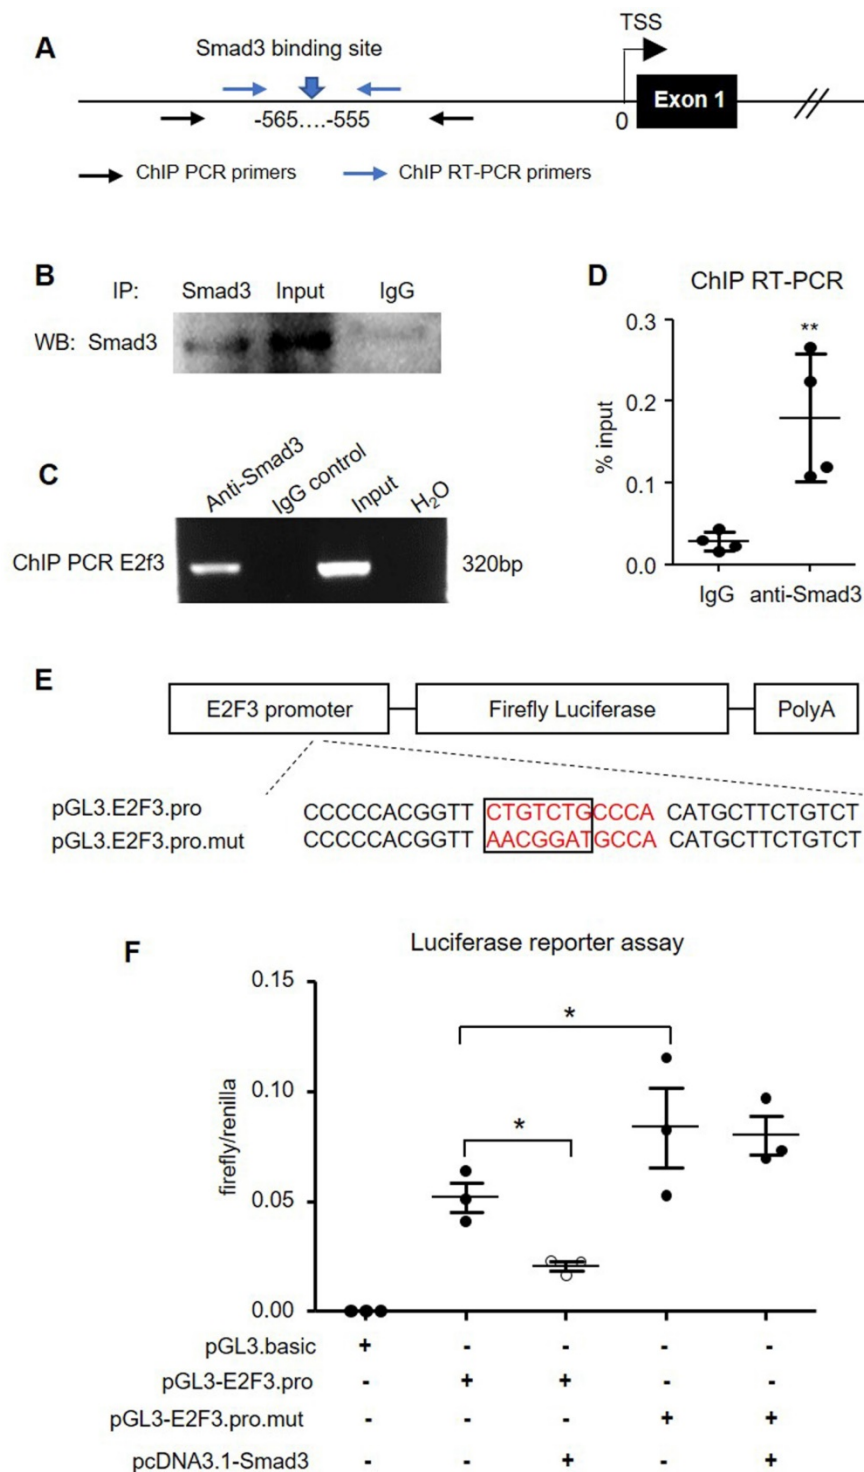 A
Smad3 binding site
TSS
-565....-555
0
Exon 1
ChIP PCR primers
ChIP RT-PCR primers
B
IP: Smad3 Input IgG
WB: Smad3
C
Anti-Smad3 IgG control Input H₂O
ChIP PCR E2f3 320bp
D
ChIP RT-PCR
% input
0.3
0.2
0.1
0.0
**
IgG anti-Smad3
E
E2F3 promoter Firefly Luciferase PolyA
pGL3.E2F3.pro CCCCCACGGTT CTGTCTGCCCA CATGCTTCTGTCT
pGL3.E2F3.pro.mut CCCCCACGGTT AACGGATGCCA CATGCTTCTGTCT
F
Luciferase reporter assay
firefly/renilla
0.15
0.10
0.05
0.00
*
*
pGL3.basic + - - - -
pGL3-E2F3.pro - + + - -
pGL3-E2F3.pro.mut - - - + +
pcDNA3.1-Smad3 - - + - +